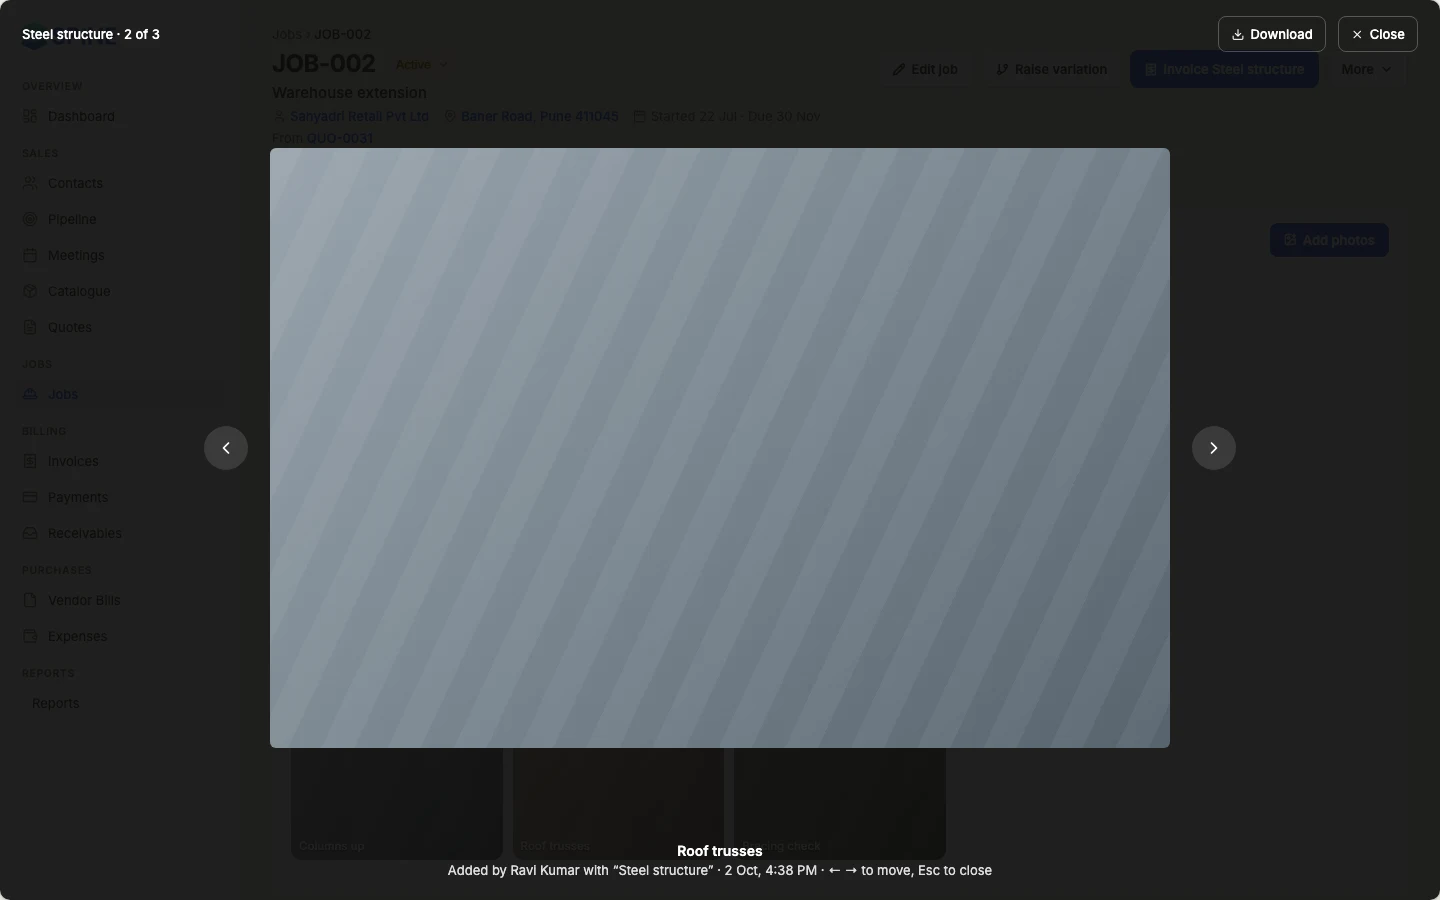 Steel structure · 2 of 3
Download
Close
Jobs › JOB-002
JOB-002
Active
Edit job
Raise variation
Invoice Steel structure
More
Warehouse extension
Sanyadri Retail Pvt Ltd
Baner Road, Pune 411045
Started 22 Jul · Due 30 Nov
From QUO-0031
Add photos
OVERVIEW
Dashboard
SALES
Contacts
Pipeline
Meetings
Catalogue
Quotes
JOBS
Jobs
BILLING
Invoices
Payments
Receivables
PURCHASES
Vendor Bills
Expenses
REPORTS
Reports
Columns up
Roof trusses
check
Roof trusses
Added by Ravi Kumar with “Steel structure” · 2 Oct, 4:38 PM · ← → to move, Esc to close